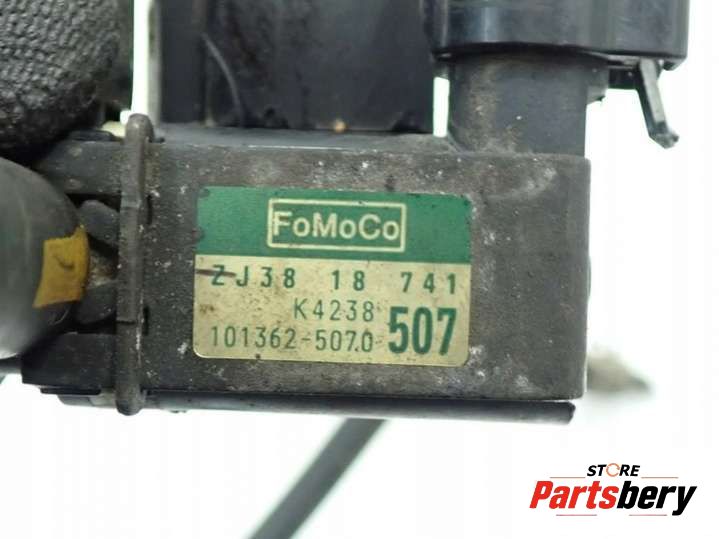 FoMoCo
ZJ38 18 741
K4238
101362-5070 507
STORE
Partsbery